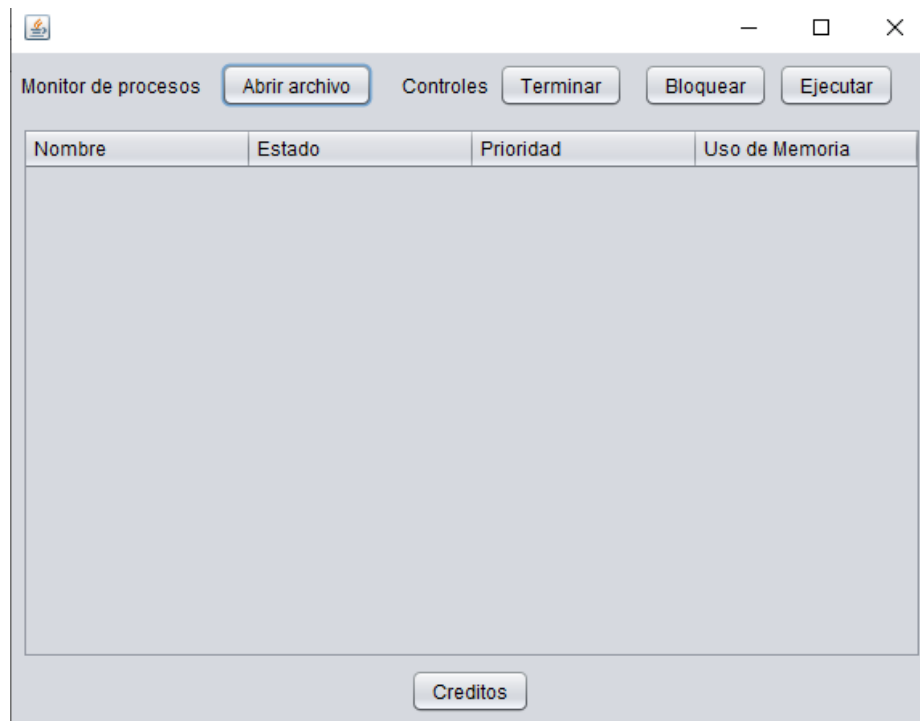 Monitor de procesos Abrir archivo Controles Terminar Bloquear Ejecutar
Nombre Estado Prioridad Uso de Memoria
Creditos